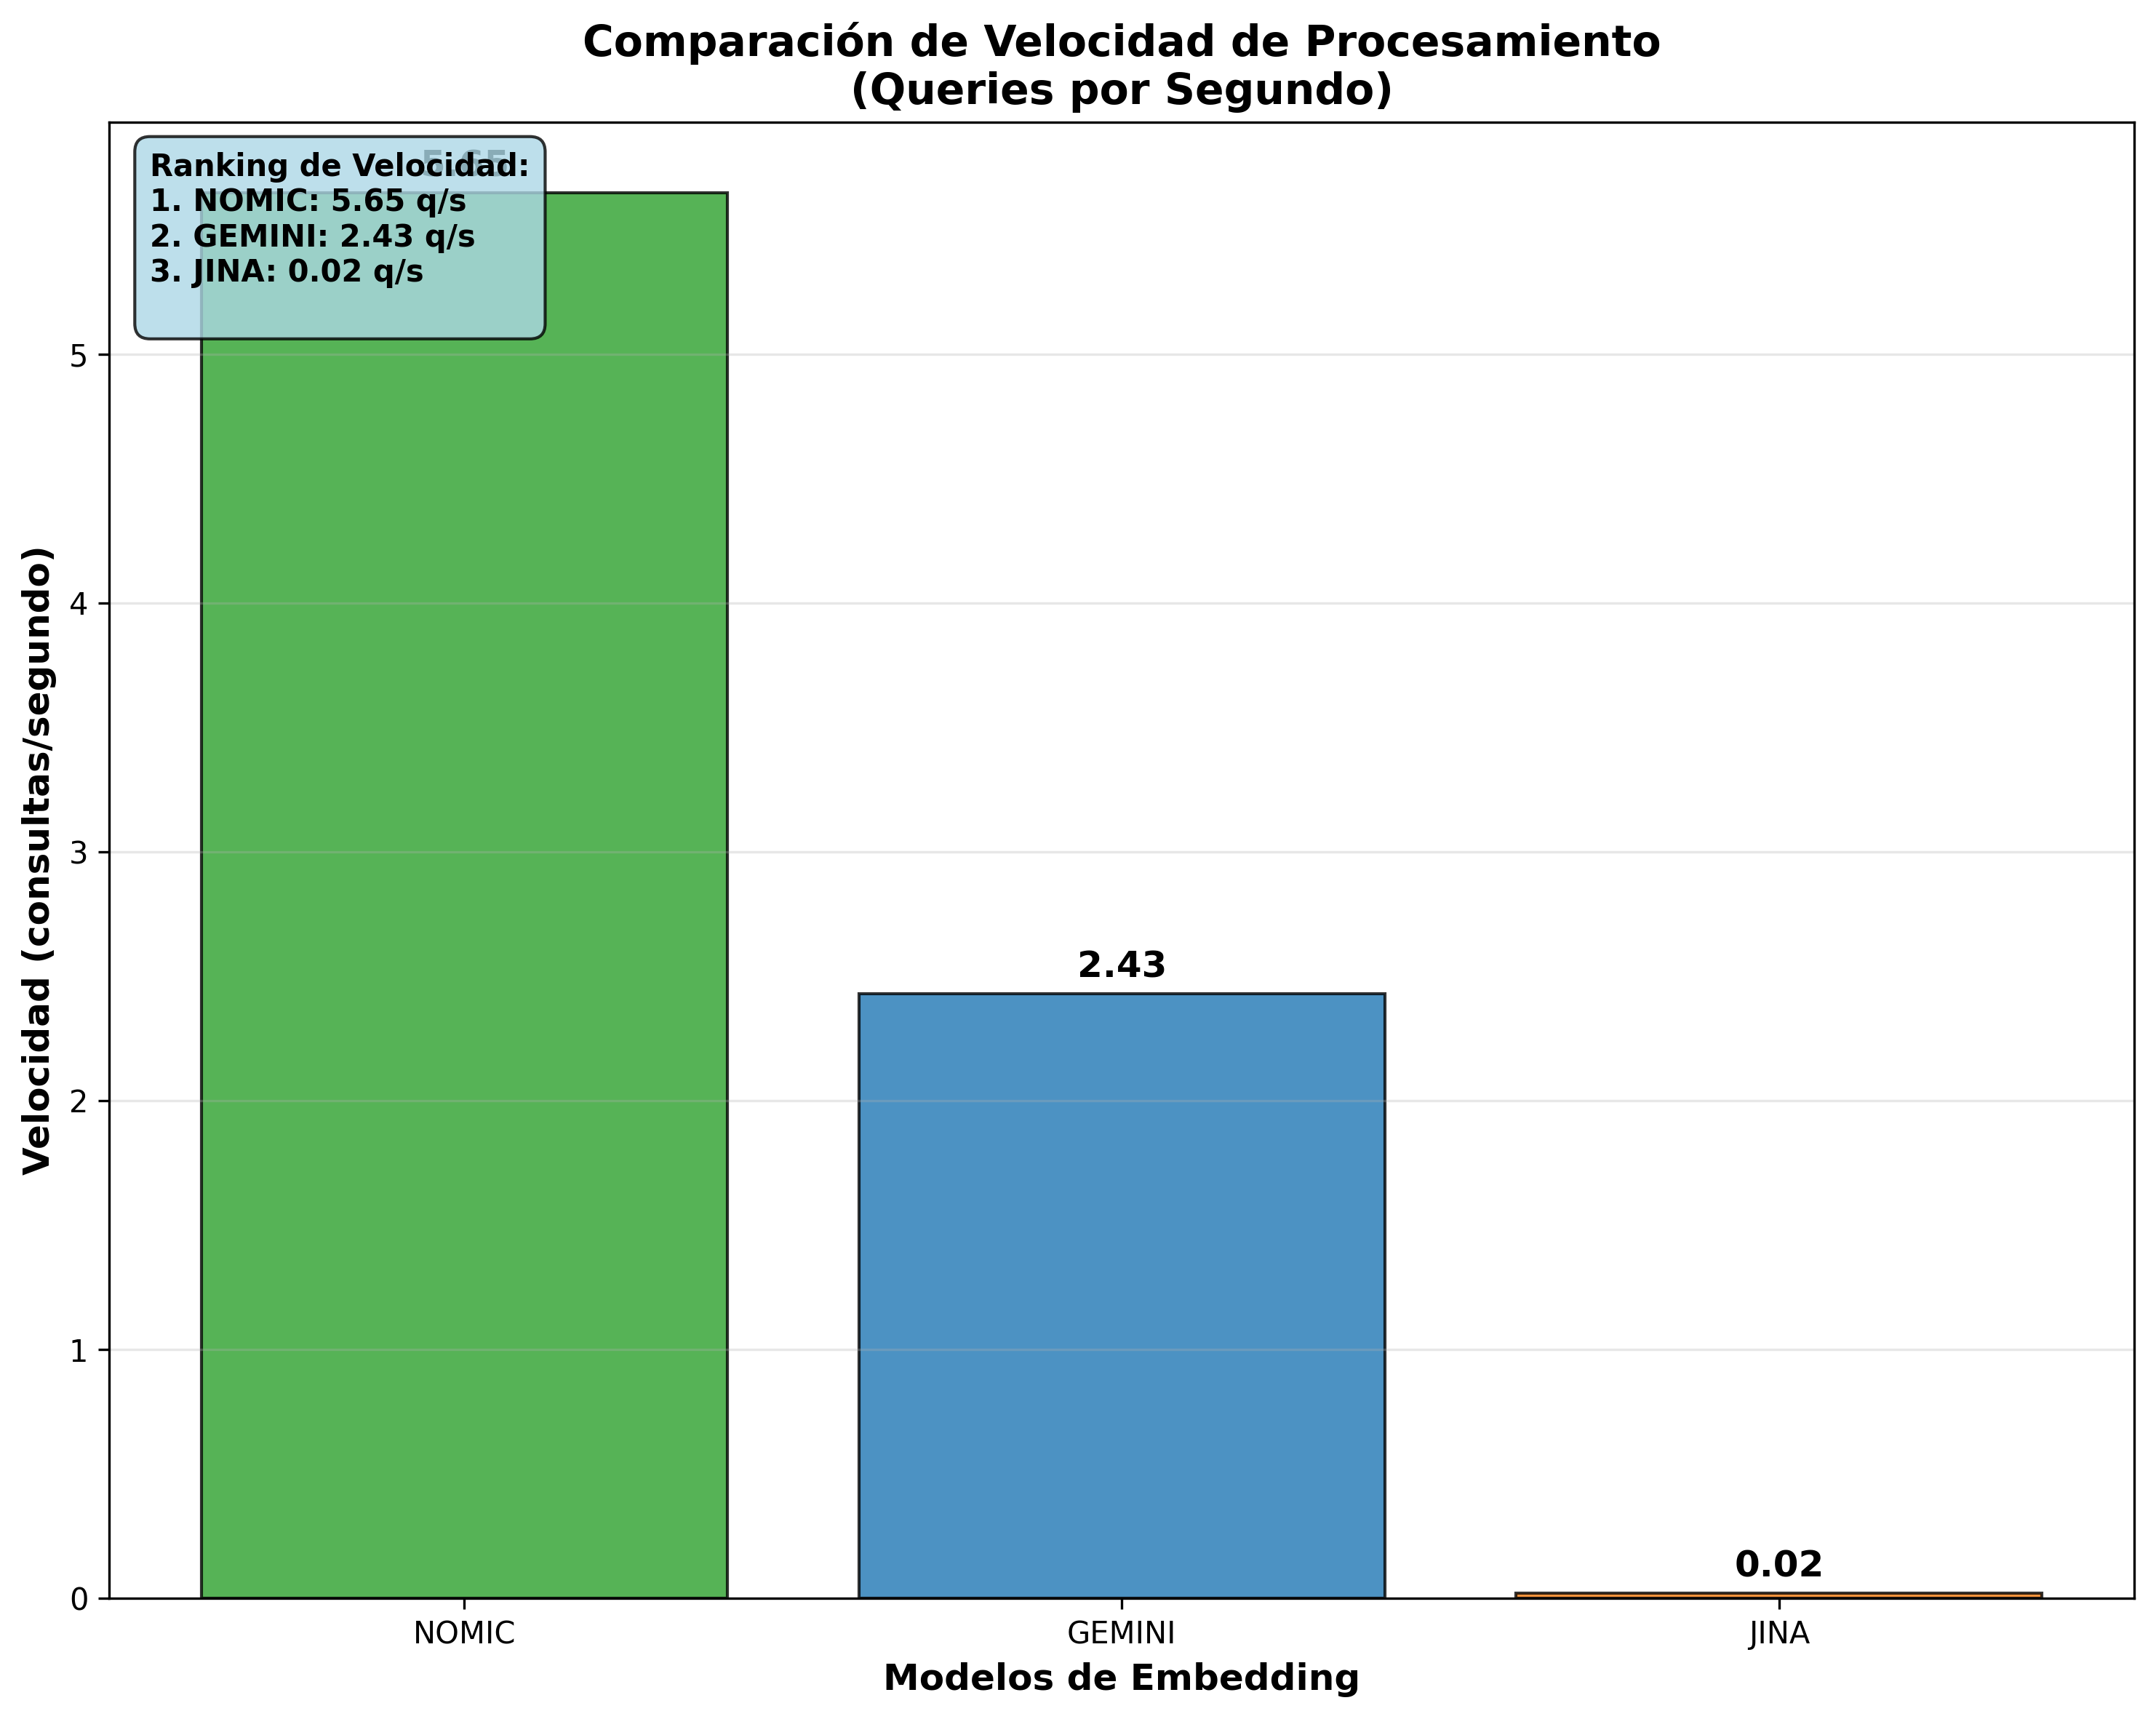 Comparación de Velocidad de Procesamiento
(Queries por Segundo)
5.65
Ranking de Velocidad:
1. NOMIC: 5.65 q/s
2. GEMINI: 2.43 q/s
3. JINA: 0.02 q/s
Velocidad (consultas/segundo)
5
4
3
2
1
0
2.43
0.02
NOMIC
GEMINI
JINA
Modelos de Embedding